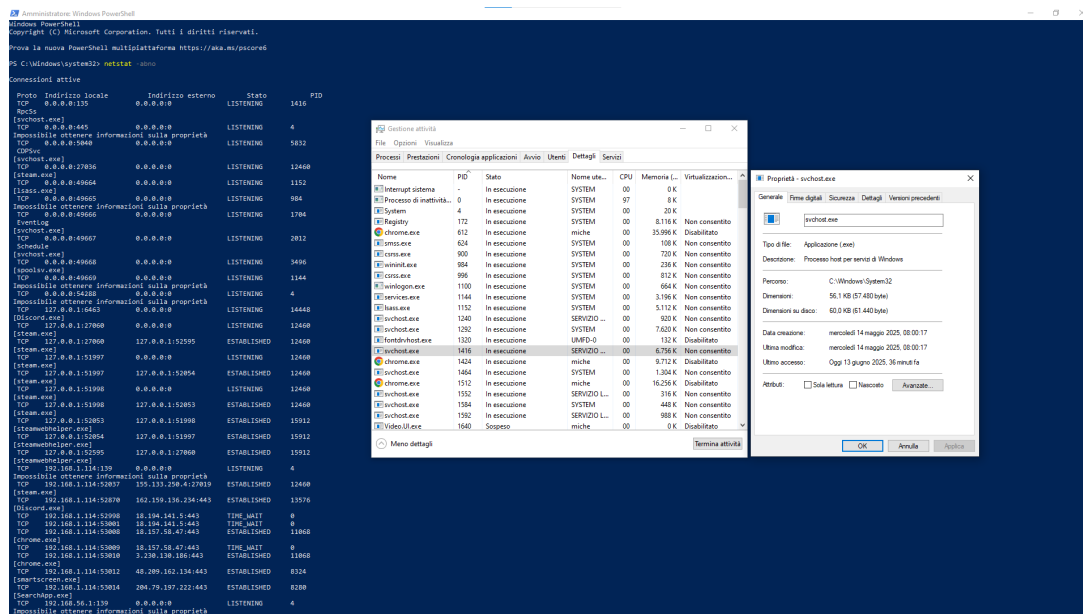 Amministratore: Windows PowerShell
Windows PowerShell
Copyright (C) Microsoft Corporation. Tutti i diritti riservati.
Prova la nuova PowerShell multipiattaforma https://aka.ms/pscore6
PS C:\Windows\system32> netstat -abno
Connessioni attive
Proto Indirizzo locale Indirizzo esterno Stato PID
TCP 0.0.0.0:135 0.0.0.0:0 LISTENING 1416
RpcSs
[svchost.exe]
TCP 0.0.0.0:445 0.0.0.0:0 LISTENING 4
Impossibile ottenere informazioni sulla proprietà
TCP 0.0.0.0:5040 0.0.0.0:0 LISTENING 5832
CDPSvc
[svchost.exe]
TCP 0.0.0.0:27036 0.0.0.0:0 LISTENING 12460
[steam.exe]
TCP 0.0.0.0:49664 0.0.0.0:0 LISTENING 1152
[lsass.exe]
TCP 0.0.0.0:49665 0.0.0.0:0 LISTENING 984
Impossibile ottenere informazioni sulla proprietà
TCP 0.0.0.0:49666 0.0.0.0:0 LISTENING 1704
EventLog
[svchost.exe]
TCP 0.0.0.0:49667 0.0.0.0:0 LISTENING 2012
Schedule
[svchost.exe]
TCP 0.0.0.0:49668 0.0.0.0:0 LISTENING 3496
[spoolsv.exe]
TCP 0.0.0.0:49669 0.0.0.0:0 LISTENING 1144
Impossibile ottenere informazioni sulla proprietà
TCP 0.0.0.0:54288 0.0.0.0:0 LISTENING 4
Impossibile ottenere informazioni sulla proprietà
TCP 127.0.0.1:6463 0.0.0.0:0 LISTENING 14448
[Discord.exe]
TCP 127.0.0.1:27060 0.0.0.0:0 LISTENING 12460
[steam.exe]
TCP 127.0.0.1:27060 127.0.0.1:52595 ESTABLISHED 12460
[steam.exe]
TCP 127.0.0.1:51997 0.0.0.0:0 LISTENING 12460
[steam.exe]
TCP 127.0.0.1:51997 127.0.0.1:52054 ESTABLISHED 12460
[steam.exe]
TCP 127.0.0.1:51998 0.0.0.0:0 LISTENING 12460
[steam.exe]
TCP 127.0.0.1:51998 127.0.0.1:52053 ESTABLISHED 12460
[steam.exe]
TCP 127.0.0.1:52053 127.0.0.1:51998 ESTABLISHED 15912
[steamwebhelper.exe]
TCP 127.0.0.1:52054 127.0.0.1:51997 ESTABLISHED 15912
[steamwebhelper.exe]
TCP 127.0.0.1:52595 127.0.0.1:27060 ESTABLISHED 15912
[steamwebhelper.exe]
TCP 192.168.1.114:139 0.0.0.0:0 LISTENING 4
Impossibile ottenere informazioni sulla proprietà
TCP 192.168.1.114:52037 155.133.250.4:27019 ESTABLISHED 12460
[steam.exe]
TCP 192.168.1.114:52870 162.159.136.234:443 ESTABLISHED 13576
[Discord.exe]
TCP 192.168.1.114:52998 18.194.141.5:443 TIME_WAIT 0
TCP 192.168.1.114:53001 18.194.141.5:443 TIME_WAIT 0
TCP 192.168.1.114:53008 18.157.58.47:443 ESTABLISHED 11068
[chrome.exe]
TCP 192.168.1.114:53009 18.157.58.47:443 TIME_WAIT 0
TCP 192.168.1.114:53010 3.230.130.186:443 ESTABLISHED 11068
[chrome.exe]
TCP 192.168.1.114:53012 48.209.162.134:443 ESTABLISHED 8324
[smartscreen.exe]
TCP 192.168.1.114:53014 204.79.197.222:443 ESTABLISHED 8280
[SearchApp.exe]
TCP 192.168.56.1:139 0.0.0.0:0 LISTENING 4
Impossibile ottenere informazioni sulla proprietà
Gestione attività
File Opzioni Visualizza
Processi Prestazioni Cronologia applicazioni Avvio Utenti Dettagli Servizi
Nome PID Stato Nome ute... CPU Memoria (... Virtualizzazion...
Interrupt sistema - In esecuzione SYSTEM 00 0 K
Processo di inattività... 0 In esecuzione SYSTEM 97 8 K
System 4 In esecuzione SYSTEM 00 20 K
Registry 172 In esecuzione SYSTEM 00 8.116 K Non consentito
chrome.exe 612 In esecuzione miche 00 35.996 K Disabilitato
smss.exe 624 In esecuzione SYSTEM 00 108 K Non consentito
csrss.exe 900 In esecuzione SYSTEM 00 720 K Non consentito
wininit.exe 984 In esecuzione SYSTEM 00 236 K Non consentito
csrss.exe 996 In esecuzione SYSTEM 00 812 K Non consentito
winlogon.exe 1100 In esecuzione SYSTEM 00 664 K Non consentito
services.exe 1144 In esecuzione SYSTEM 00 3.196 K Non consentito
lsass.exe 1152 In esecuzione SYSTEM 00 5.112 K Non consentito
svchost.exe 1240 In esecuzione SERVIZIO ... 00 920 K Non consentito
svchost.exe 1292 In esecuzione SYSTEM 00 7.620 K Non consentito
fontdrvhost.exe 1320 In esecuzione UMFD-0 00 132 K Disabilitato
svchost.exe 1416 In esecuzione SERVIZIO ... 00 6.756 K Non consentito
chrome.exe 1424 In esecuzione miche 00 9.712 K Disabilitato
svchost.exe 1464 In esecuzione SYSTEM 00 1.304 K Non consentito
chrome.exe 1512 In esecuzione miche 00 16.256 K Disabilitato
svchost.exe 1552 In esecuzione SERVIZIO L... 00 316 K Non consentito
svchost.exe 1584 In esecuzione SYSTEM 00 448 K Non consentito
svchost.exe 1592 In esecuzione SERVIZIO L... 00 988 K Non consentito
Video.UI.exe 1640 Sospeso miche 00 0 K Disabilitato
Meno dettagli
Termina attività
Proprietà - svchost.exe
Generale Firme digitali Sicurezza Dettagli Versioni precedenti
svchost.exe
Tipo di file: Applicazione (.exe)
Descrizione: Processo host per servizi di Windows
Percorso: C:\Windows\System32
Dimensioni: 56,1 KB (57.480 byte)
Dimensioni su disco: 60,0 KB (61.440 byte)
Data creazione: mercoledì 14 maggio 2025, 08:00:17
Ultima modifica: mercoledì 14 maggio 2025, 08:00:17
Ultimo accesso: Oggi 13 giugno 2025, 36 minuti fa
Attributi: Sola lettura Nascosto Avanzate...
OK Annulla Applica